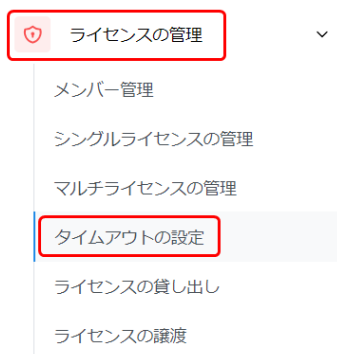 ライセンスの管理
メンバー管理
シングルライセンスの管理
マルチライセンスの管理
タイムアウトの設定
ライセンスの貸し出し
ライセンスの譲渡